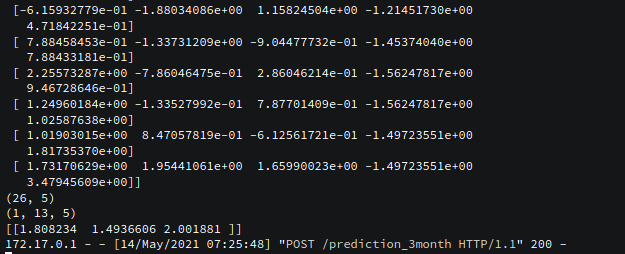 [-6.15932779e-01 -1.88034086e+00 1.15824504e+00 -1.21451730e+00
4.71842251e-01]
[ 7.88458453e-01 -1.33731209e+00 -9.04477732e-01 -1.45374040e+00
7.88433181e-01]
[ 2.25573287e+00 -7.86046475e-01 2.86046214e-01 -1.56247817e+00
9.46728646e-01]
[ 1.24960184e+00 -1.33527992e-01 7.87701409e-01 -1.56247817e+00
1.02587638e+00]
[ 1.01903015e+00 8.47057819e-01 -6.12561721e-01 -1.49723551e+00
1.81735370e+00]
[ 1.73170629e+00 1.95441061e+00 1.65990023e+00 -1.49723551e+00
3.47945609e+00]]
(26, 5)
(1, 13, 5)
[[1.808234 1.4936606 2.001881 ]]
172.17.0.1 - - [14/May/2021 07:25:48] "POST /prediction_3month HTTP/1.1" 200 -